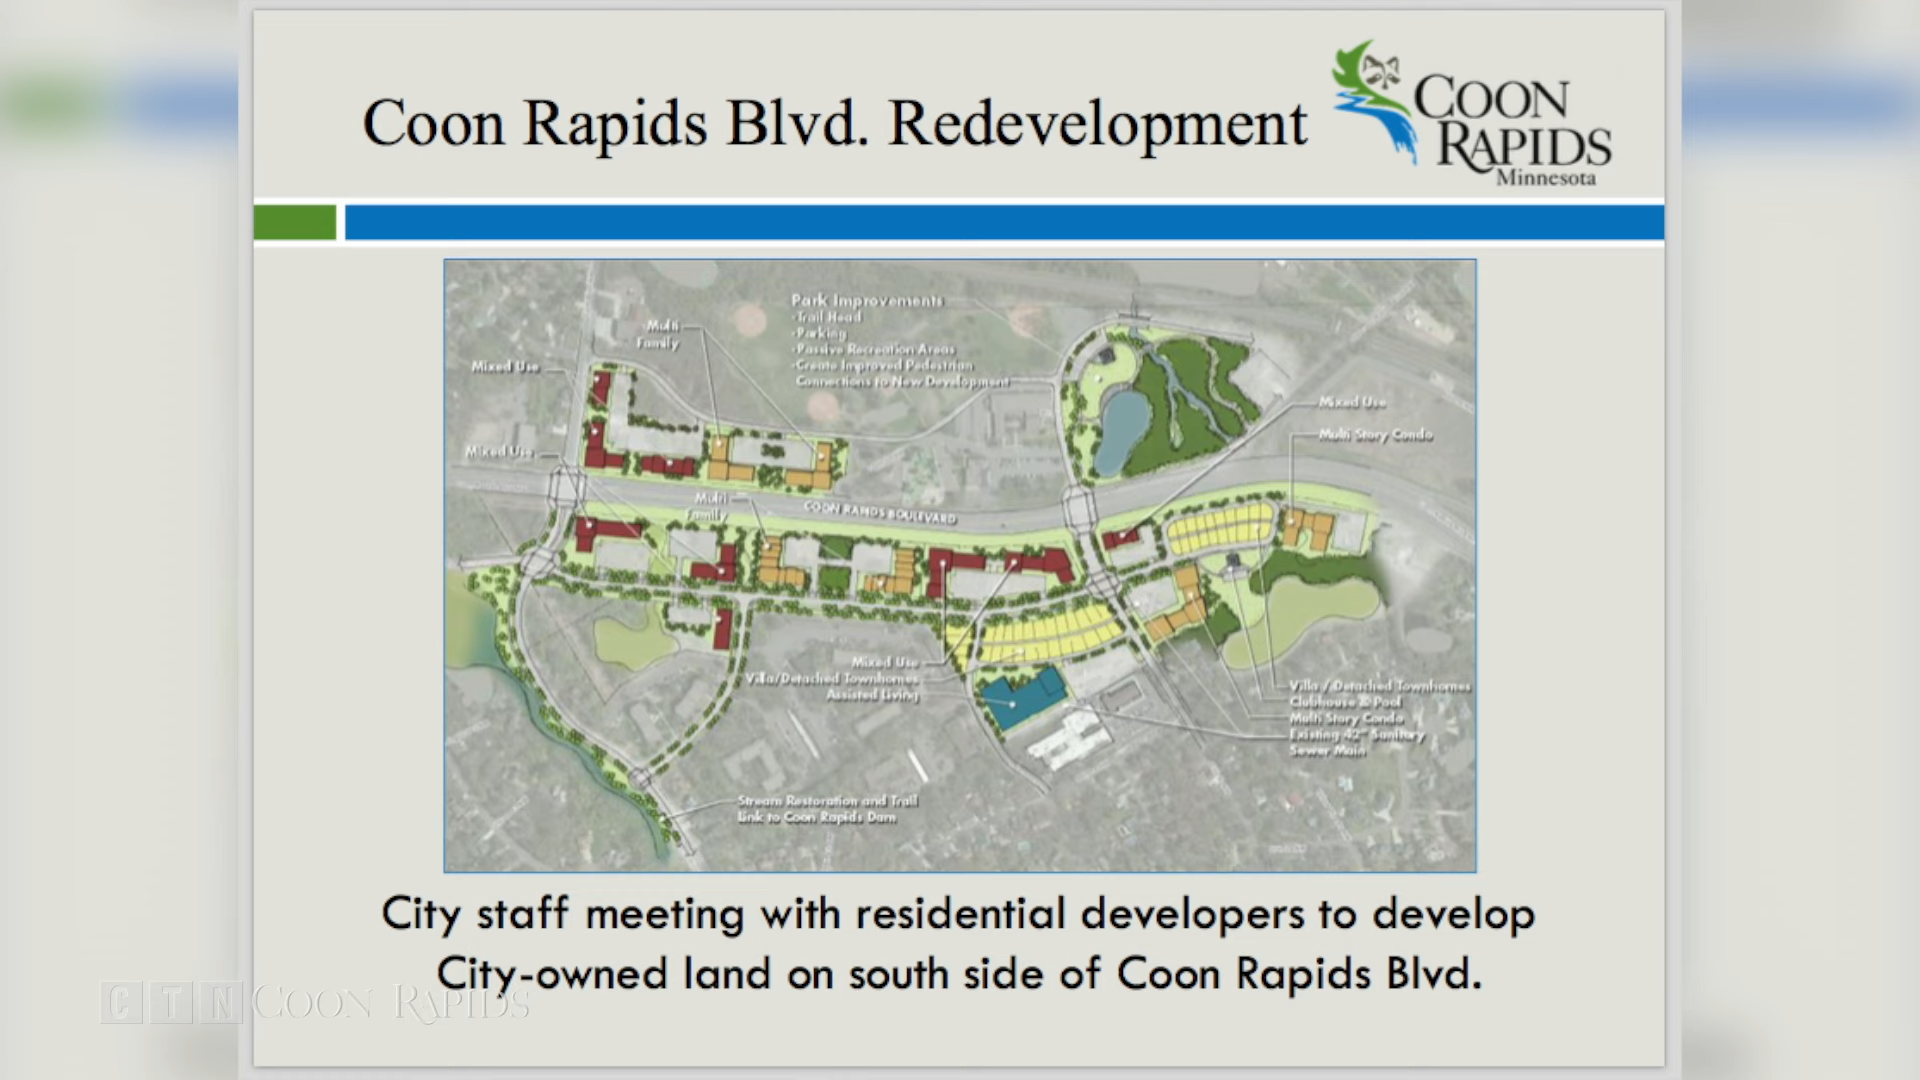 Coon Rapids Blvd. Redevelopment
COON
RAPIDS
Minnesota
Park Improvements
-Trail Head
-Parking
-Passive Recreation Areas
-Create Improved Pedestrian
Connections to New Development
Multi
Family
Mixed Use
Mixed Use
Mixed Use
Multi Story Condo
Multi
Family
COON RAPIDS BOULEVARD
Mixed Use
Villa/Detached Townhomes
Assisted Living
Villa / Detached Townhomes
Clubhouse & Pool
Multi Story Condo
Existing 42" Sanitary
Sewer Main
Stream Restoration and Trail
Link to Coon Rapids Dam
City staff meeting with residential developers to develop
City-owned land on south side of Coon Rapids Blvd.
CTN COON RAPIDS